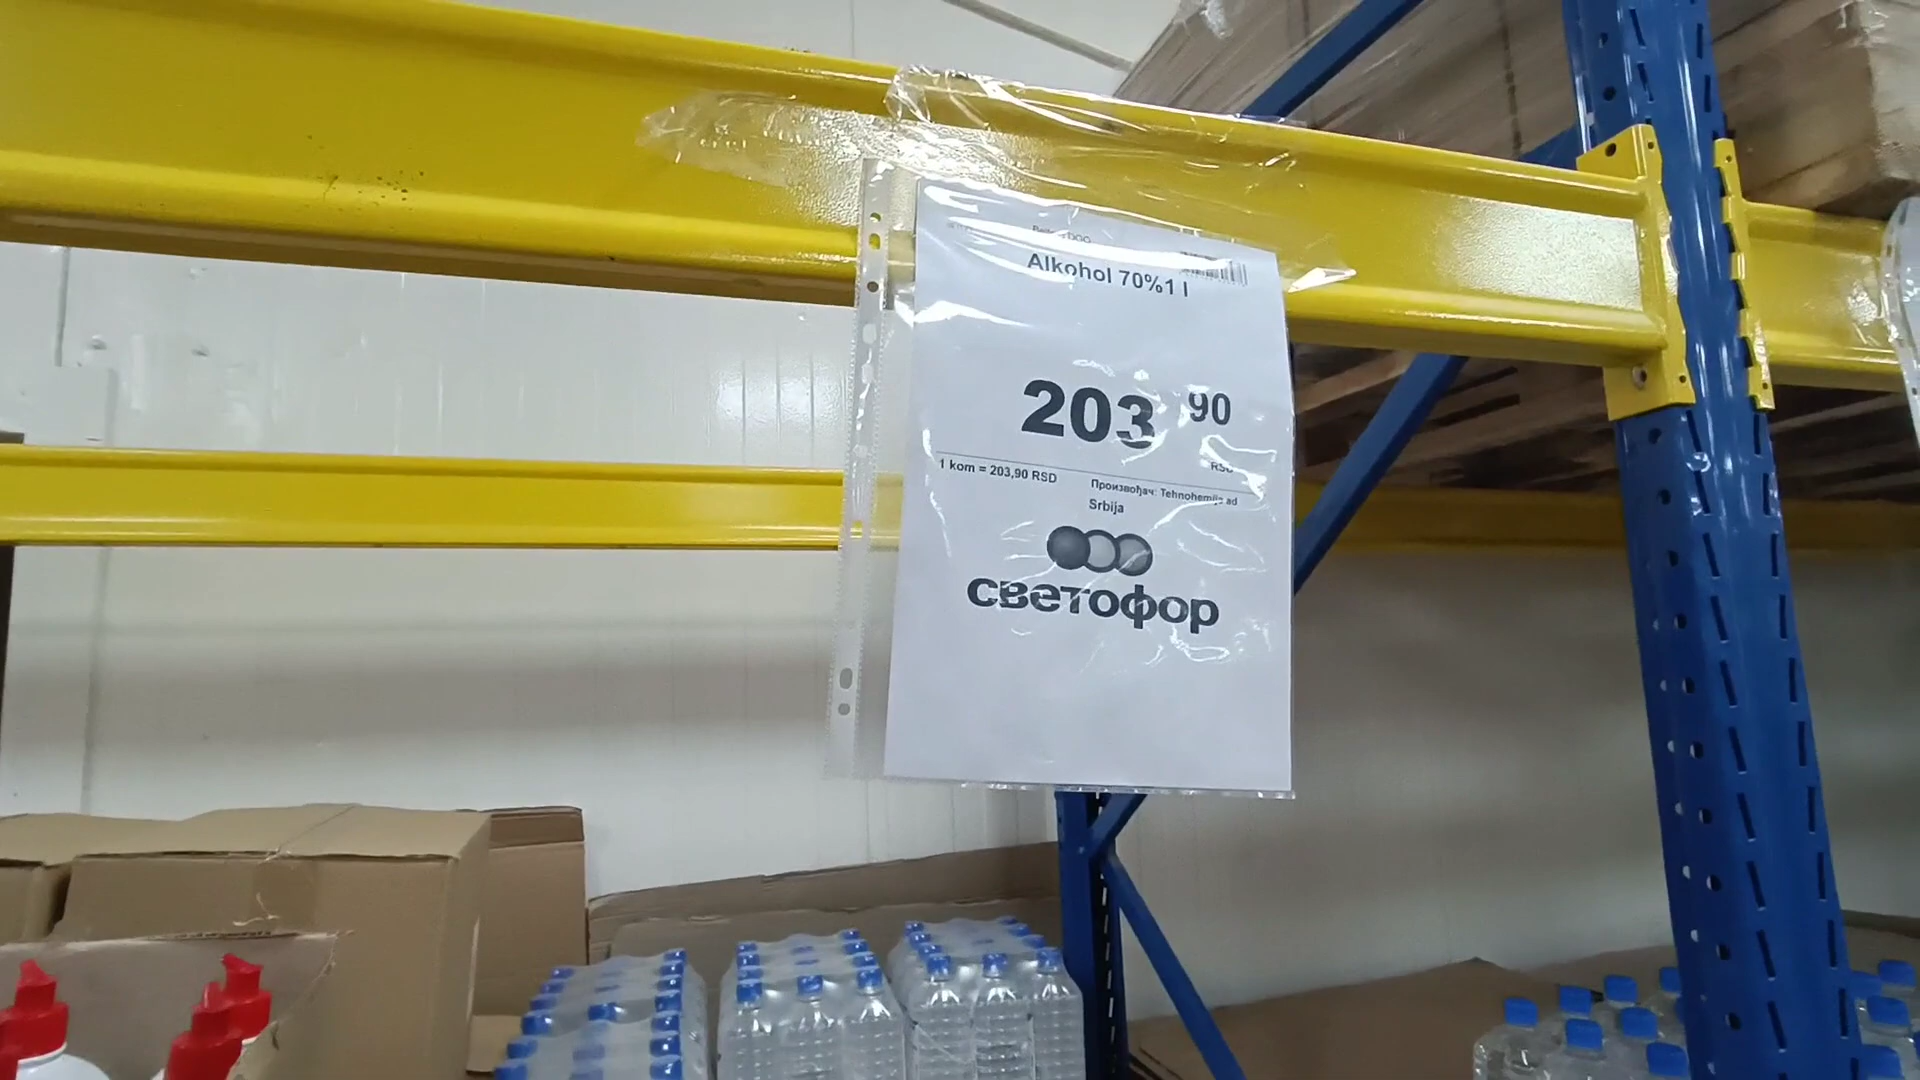 Alkohol 70%1 l
203 90
RSD
1 kom = 203,90 RSD
Произвођач: Tehnohemija ad
Srbija
светофор